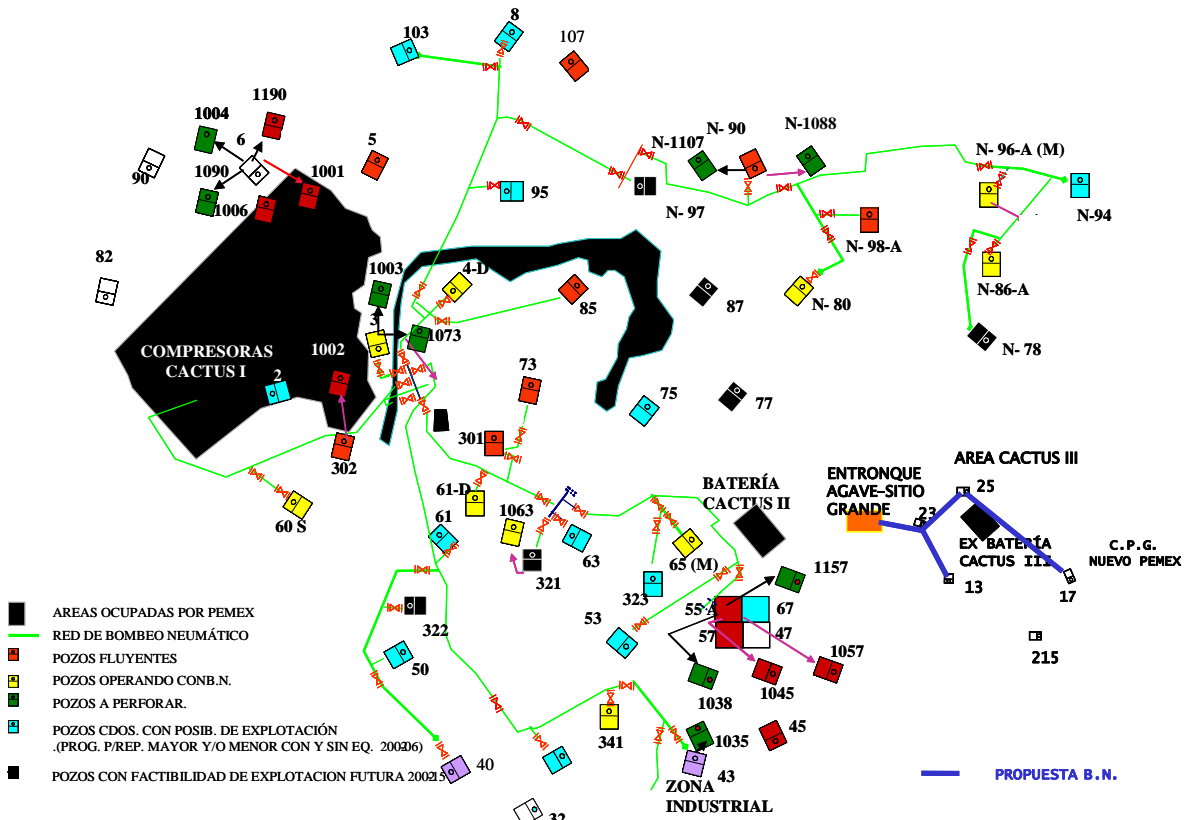 103
8
107
1190
1004
6
5
N-1107
N- 90
N-1088
N- 96-A (M)
90
1090
1001
1006
95
N- 97
N-94
N- 98-A
82
1003
4-D
85
87
N- 80
N-86-A
N- 78
3
1073
COMPRESORAS
CACTUS I
1002
2
73
75
77
302
301
60 S
61-D
1063
61
63
321
BATERÍA
CACTUS II
65 (M)
323
1157
AREA CACTUS III
ENTRONQUE
AGAVE-SITIO
GRANDE
25
23
EX BATERÍA
CACTUS III
C.P.G.
NUEVO PEMEX
13
17
215
53
55-A
67
57
47
1057
1045
1038
322
50
40
341
1035
45
43
ZONA
INDUSTRIAL
32
AREAS OCUPADAS POR PEMEX
RED DE BOMBEO NEUMÁTICO
POZOS FLUYENTES
POZOS OPERANDO CONB.N.
POZOS A PERFORAR.
POZOS CDOS. CON POSIB. DE EXPLOTACIÓN
.(PROG. P/REP. MAYOR Y/O MENOR CON Y SIN EQ.
POZOS CON FACTIBILIDAD DE EXPLOTACION FUTURA
PROPUESTA B.N.